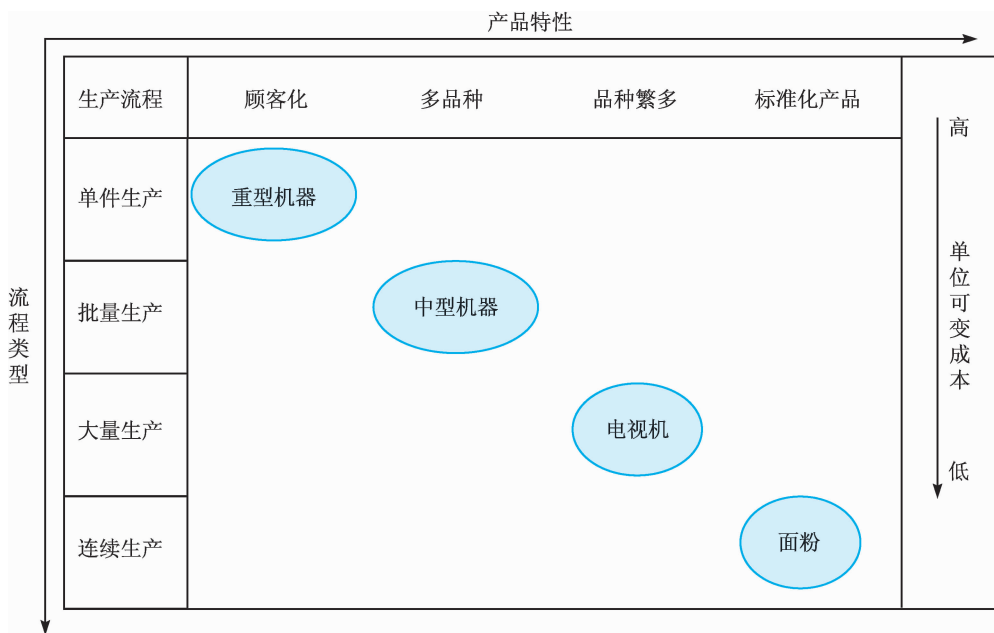 产品特性
生产流程
顾客化
多品种
品种繁多
标准化产品
高
单件生产
重型机器
批量生产
中型机器
流程类型
单位可变成本
大量生产
电视机
低
连续生产
面粉